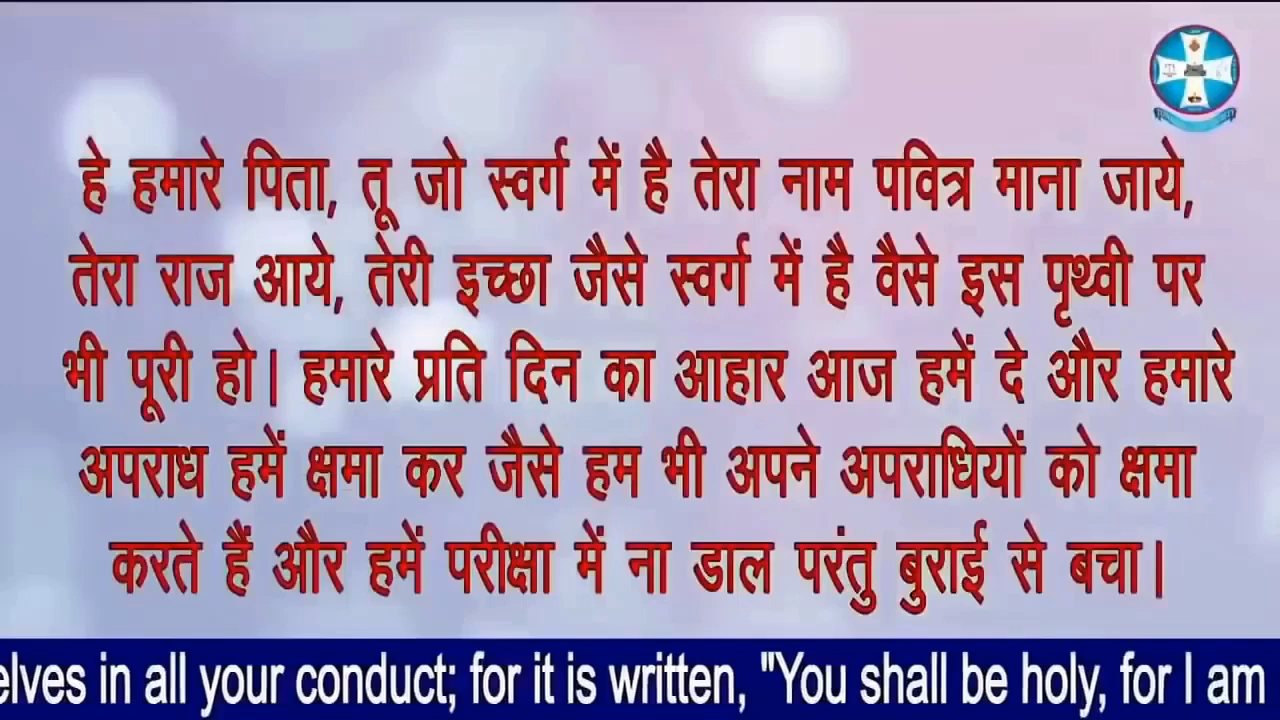 हे हमारे पिता, तू जो स्वर्ग में है तेरा नाम पवित्र माना जाये,
तेरा राज आये, तेरी इच्छा जैसे स्वर्ग में है वैसे इस पृथ्वी पर
भी पूरी हो| हमारे प्रति दिन का आहार आज हमें दे और हमारे
अपराध हमें क्षमा कर जैसे हम भी अपने अपराधियों को क्षमा
करते हैं और हमें परीक्षा में ना डाल परंतु बुराई से बचा|
elves in all your conduct; for it is written, "You shall be holy, for I am